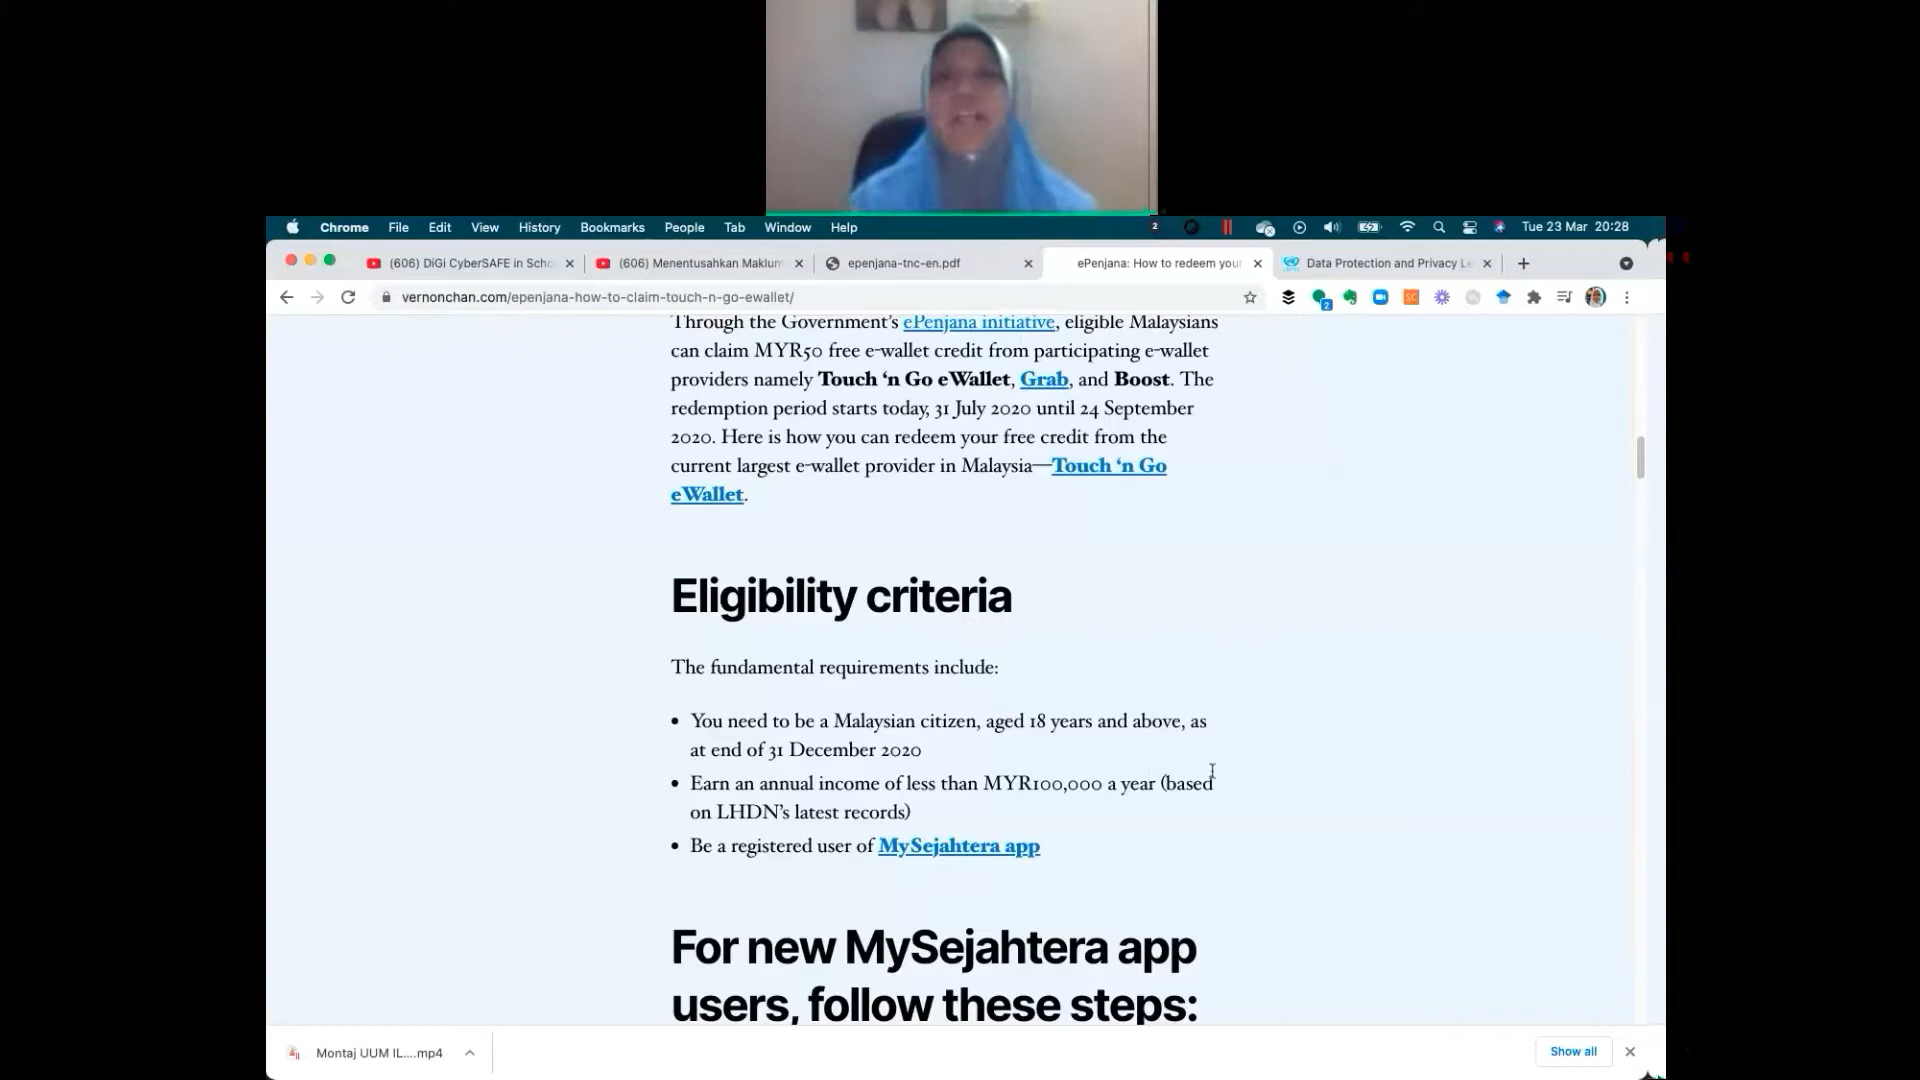 2
Chrome File Edit View History Bookmarks People Tab Window Help
Tue 23 Mar 20:28
(606) DiGi CyberSAFE in Scho
(606) Menentusahkan Maklum
epenjana-tnc-en.pdf
ePenjana: How to redeem your
Data Protection and Privacy Le
vernonchan.com/epenjana-how-to-claim-touch-n-go-ewallet/
2
Through the Government’s ePenjana initiative, eligible Malaysians
can claim MYR50 free e-wallet credit from participating e-wallet
providers namely Touch ‘n Go eWallet, Grab, and Boost. The
redemption period starts today, 31 July 2020 until 24 September
2020. Here is how you can redeem your free credit from the
current largest e-wallet provider in Malaysia—Touch ‘n Go
eWallet.
Eligibility criteria
The fundamental requirements include:
• You need to be a Malaysian citizen, aged 18 years and above, as
at end of 31 December 2020
• Earn an annual income of less than MYR100,000 a year (based
on LHDN’s latest records)
• Be a registered user of MySejahtera app
For new MySejahtera app
users, follow these steps:
Montaj UUM IL....mp4
Show all